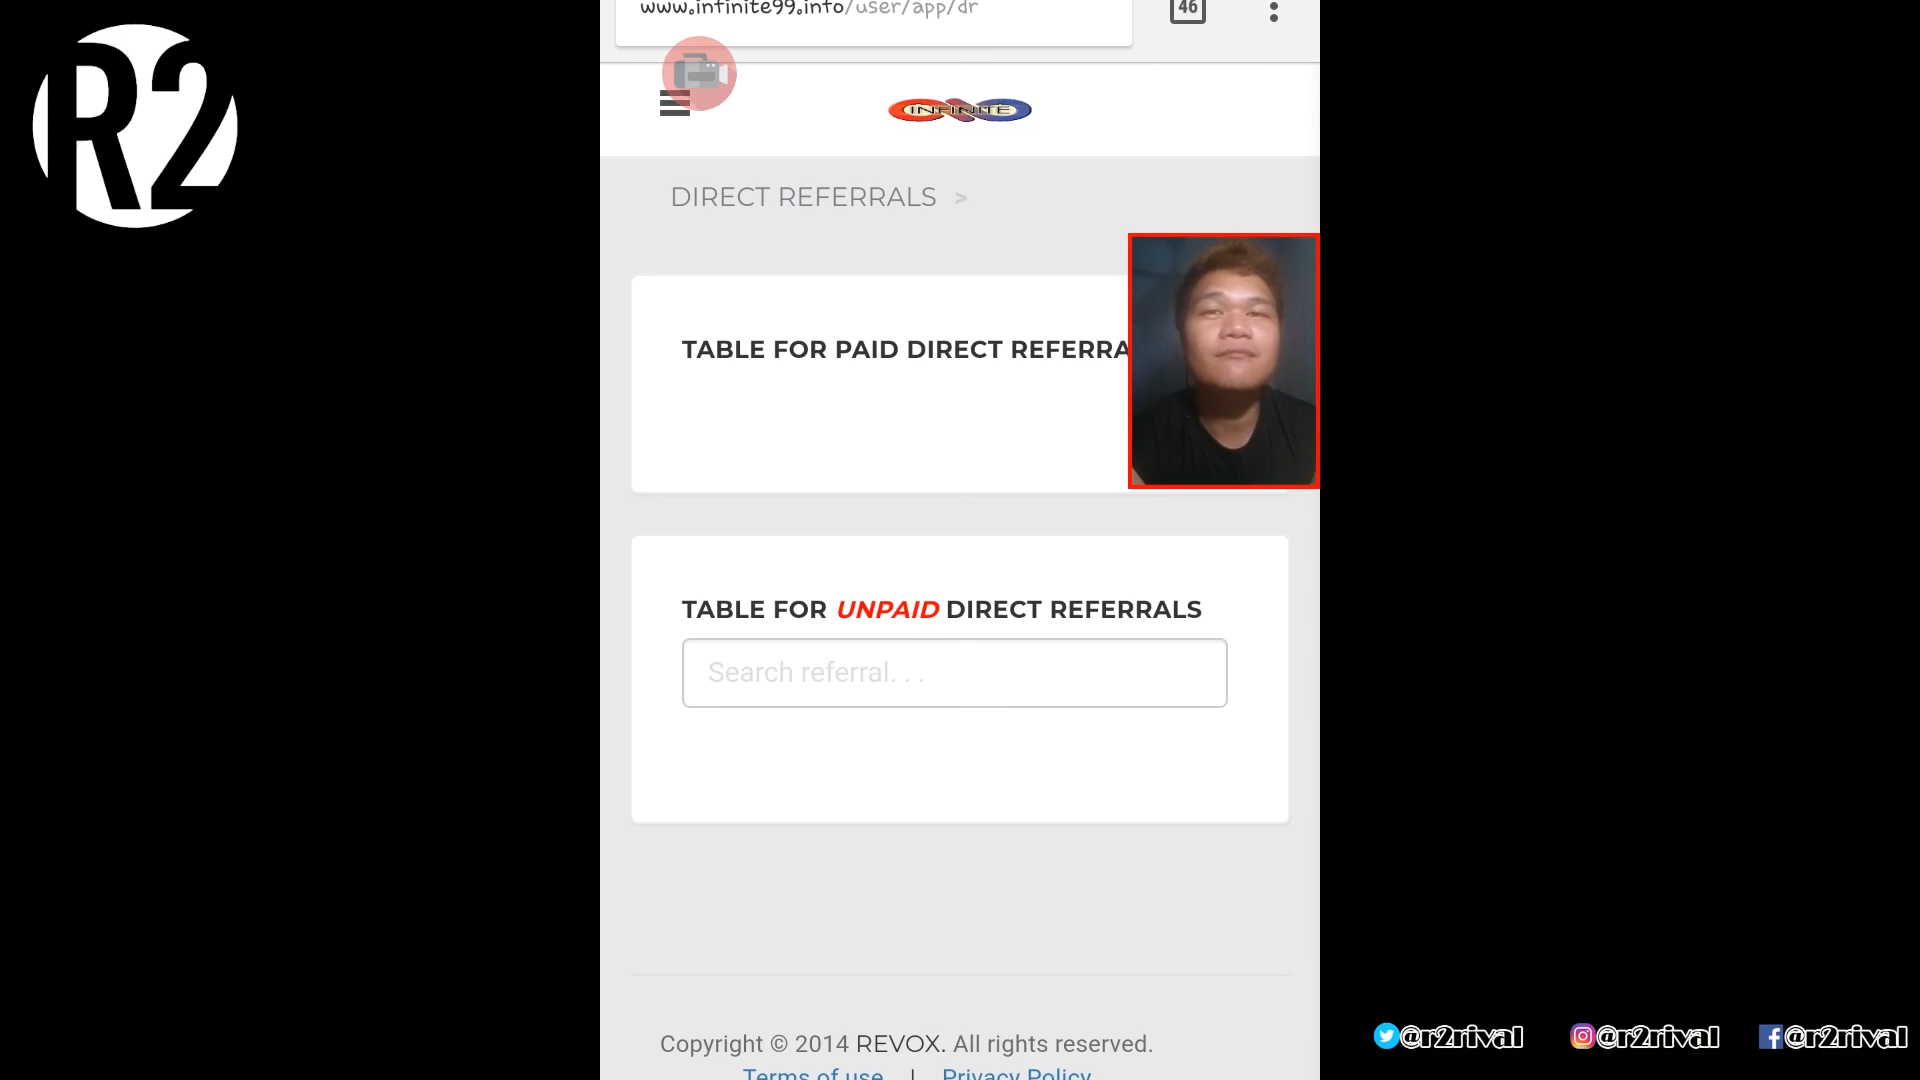 R2
www.infinite99.info/user/app/dr
46
INFINITE
DIRECT REFERRALS >
TABLE FOR PAID DIRECT REFERRA
TABLE FOR UNPAID DIRECT REFERRALS
Search referral. . .
Copyright © 2014 REVOX. All rights reserved.
Terms of use | Privacy Policy
@r2rival @r2rival @r2rival